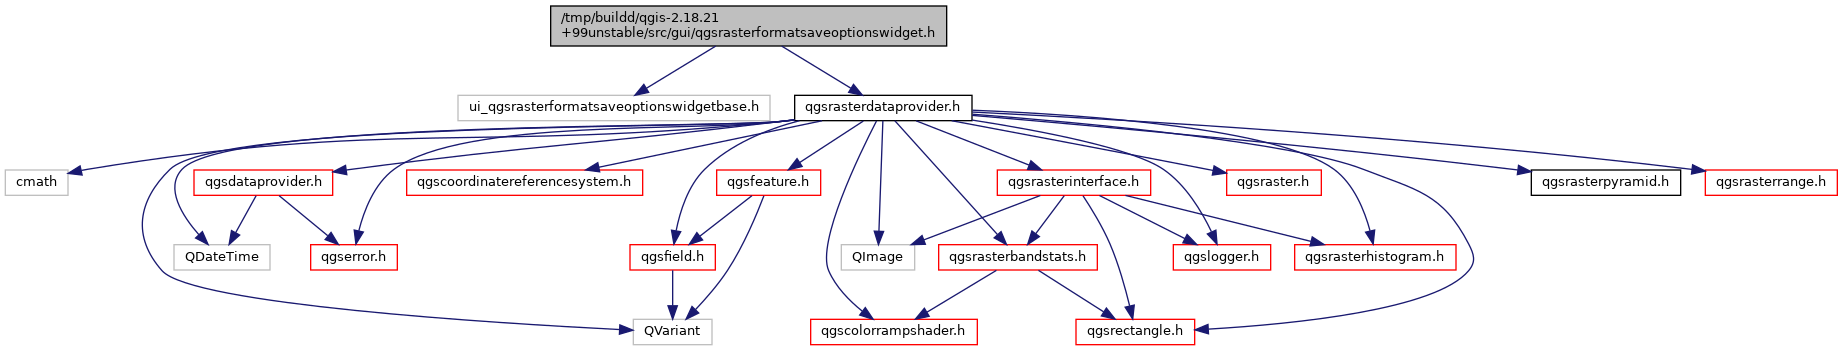 /tmp/buildd/qgis-2.18.21
+99unstable/src/gui/qgsrasterformatsaveoptionswidget.h
ui_qgsrasterformatsaveoptionswidgetbase.h
qgsrasterdataprovider.h
cmath
qgsdataprovider.h
qgscoordinatereferencesystem.h
qgsfeature.h
qgsrasterinterface.h
qgsraster.h
qgsrasterpyramid.h
qgsrasterrange.h
QDateTime
qgserror.h
qgsfield.h
QImage
qgsrasterbandstats.h
qgslogger.h
qgsrasterhistogram.h
QVariant
qgscolorrampshader.h
qgsrectangle.h